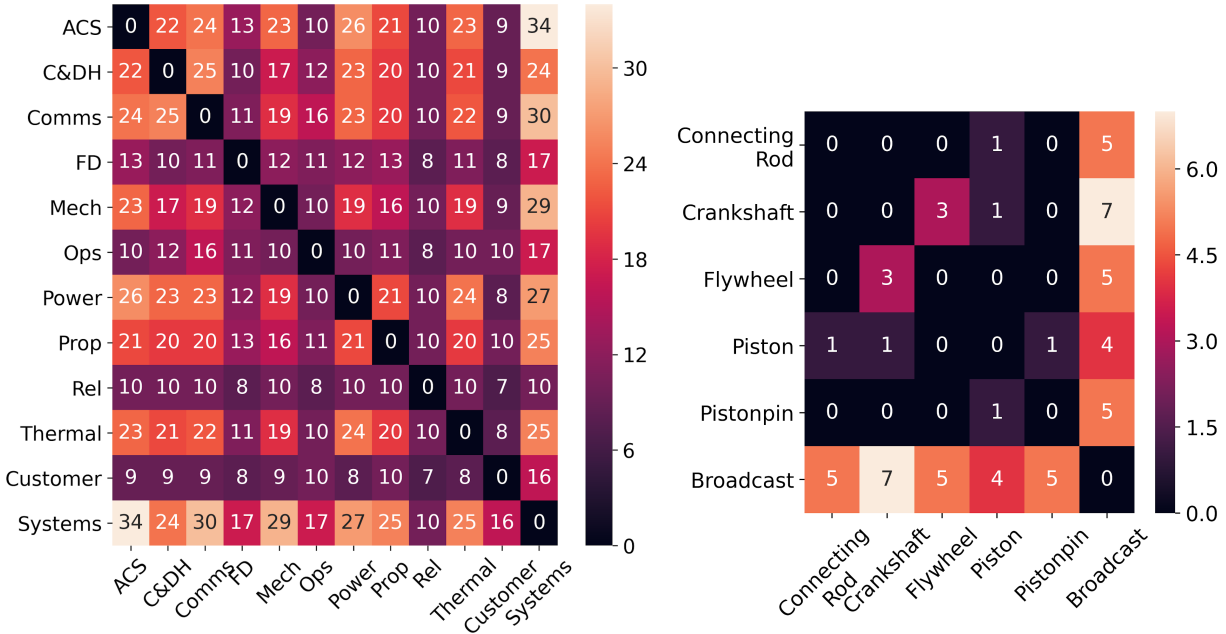 ACS 0 22 24 13 23 10 26 21 10 23 9 34
C&DH 22 0 25 10 17 12 23 20 10 21 9 24
Comms 24 25 0 11 19 16 23 20 10 22 9 30
FD 13 10 11 0 12 11 12 13 8 11 8 17
Mech 23 17 19 12 0 10 19 16 10 19 9 29
Ops 10 12 16 11 10 0 10 11 8 10 10 17
Power 26 23 23 12 19 10 0 21 10 24 8 27
Prop 21 20 20 13 16 11 21 0 10 20 10 25
Rel 10 10 10 8 10 8 10 10 0 10 7 10
Thermal 23 21 22 11 19 10 24 20 10 0 8 25
Customer 9 9 9 8 9 10 8 10 7 8 0 16
Systems 34 24 30 17 29 17 27 25 10 25 16 0
ACS C&DH Comms FD Mech Ops Power Prop Rel Thermal Customer Systems
30
24
18
12
6
0
Connecting
Rod 0 0 0 1 0 5
Crankshaft 0 0 3 1 0 7
Flywheel 0 3 0 0 0 5
Piston 1 1 0 0 1 4
Pistonpin 0 0 0 1 0 5
Broadcast 5 7 5 4 5 0
Connecting
Rod Crankshaft Flywheel Piston Pistonpin Broadcast
6.0
4.5
3.0
1.5
0.0